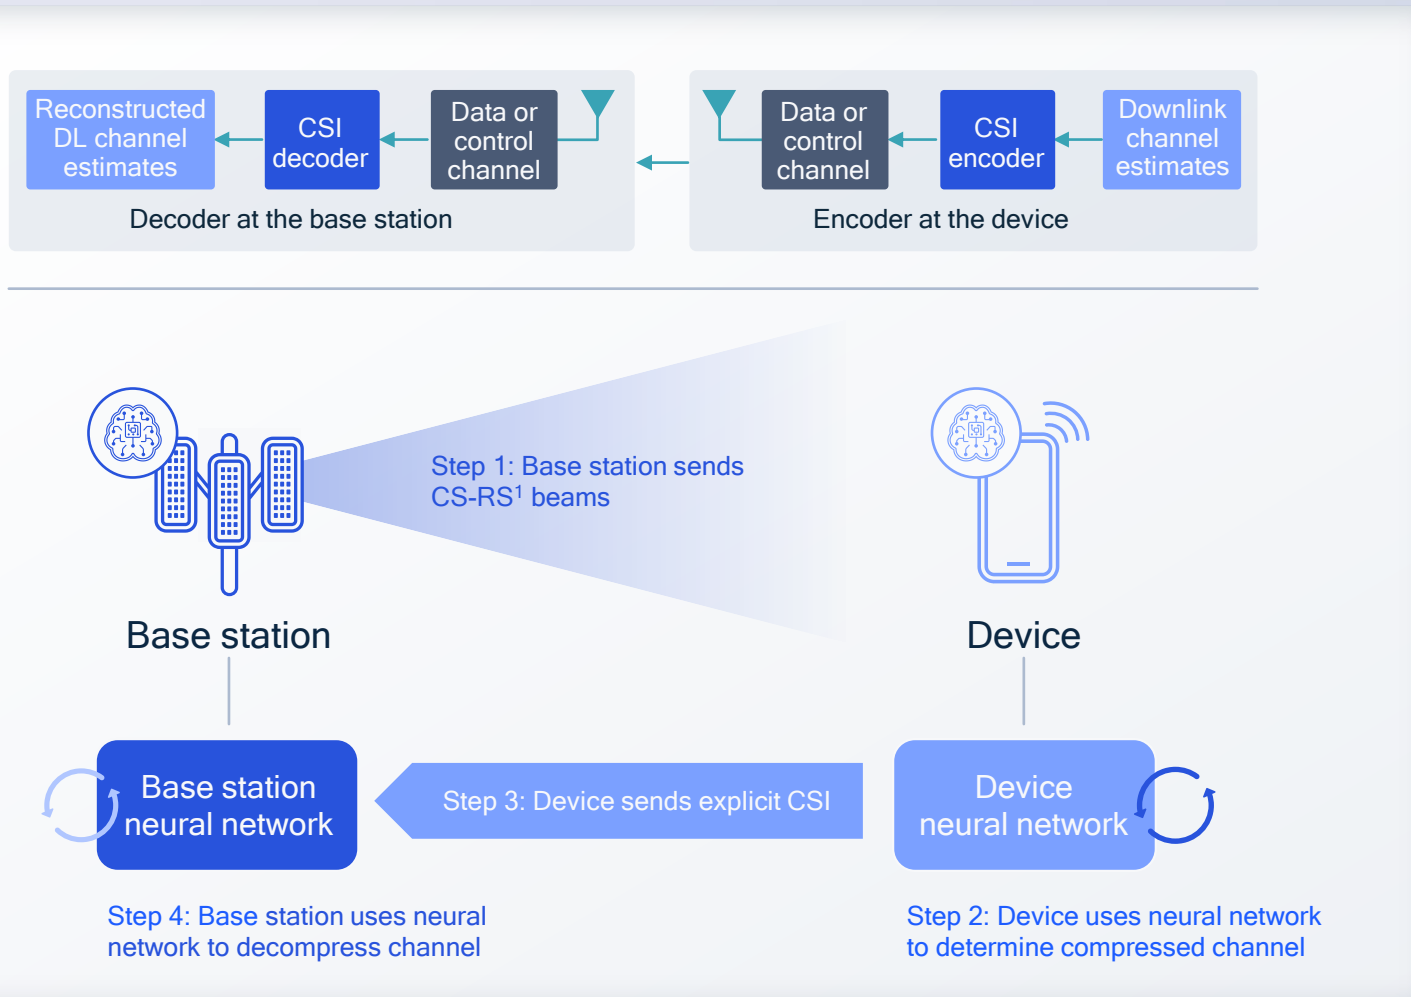 Reconstructed
DL channel
estimates
CSI
decoder
Data or
control
channel
Decoder at the base station
Data or
control
channel
CSI
encoder
Downlink
channel
estimates
Encoder at the device
Step 1: Base station sends
CS-RS¹ beams
Base station
Device
Base station
neural network
Step 3: Device sends explicit CSI
Device
neural network
Step 4: Base station uses neural
network to decompress channel
Step 2: Device uses neural network
to determine compressed channel